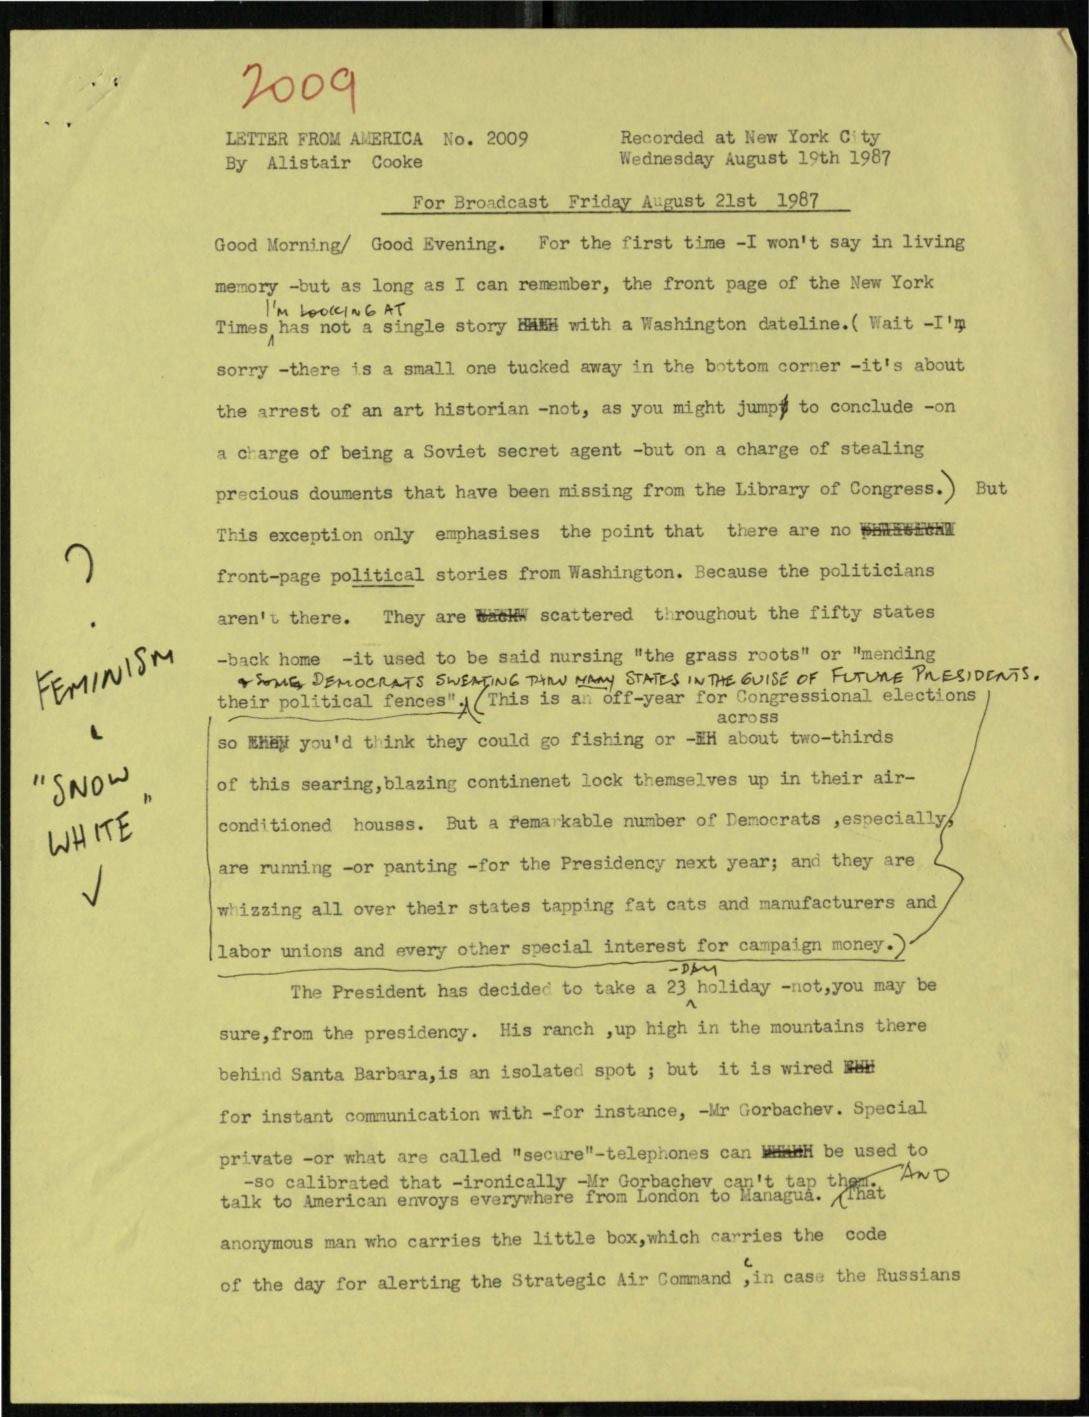 2009
LETTER FROM AMERICA No. 2009
By Alistair Cooke
Recorded at New York City
Wednesday August 19th 1987
For Broadcast Friday August 21st 1987
Good Morning/ Good Evening. For the first time -I won't say in living
memory -but as long as I can remember, the front page of the New York
I'M LOOKING AT
Times, has not a single story with a Washington dateline.( Wait -I'm
sorry -there is a small one tucked away in the bottom corner -it's about
the arrest of an art historian -not, as you might jump to conclude -on
a charge of being a Soviet secret agent -but on a charge of stealing
precious douments that have been missing from the Library of Congress.) But
This exception only emphasises the point that there are no
front-page political stories from Washington. Because the politicians
aren't there. They are scattered throughout the fifty states
-back home -it used to be said nursing "the grass roots" or "mending
& SOME DEMOCRATS SWEATING THRU MANY STATES IN THE GUISE OF FUTURE PRESIDENTS.
their political fences". (This is an off-year for Congressional elections
across
so you'd think they could go fishing or - about two-thirds
of this searing,blazing continenet lock themselves up in their air-
conditioned houses. But a remarkable number of Democrats ,especially,
are running -or panting -for the Presidency next year; and they are
whizzing all over their states tapping fat cats and manufacturers and
labor unions and every other special interest for campaign money.)
-DAY
The President has decided to take a 23 holiday -not,you may be
sure,from the presidency. His ranch ,up high in the mountains there
behind Santa Barbara,is an isolated spot ; but it is wired
for instant communication with -for instance, -Mr Gorbachev. Special
private -or what are called "secure"-telephones can be used to
-so calibrated that -ironically -Mr Gorbachev can't tap them. AND
talk to American envoys everywhere from London to Managua. (That
anonymous man who carries the little box,which carries the code
of the day for alerting the Strategic Air Command ,in case the Russians
?
FEMINISM
"SNOW
WHITE"